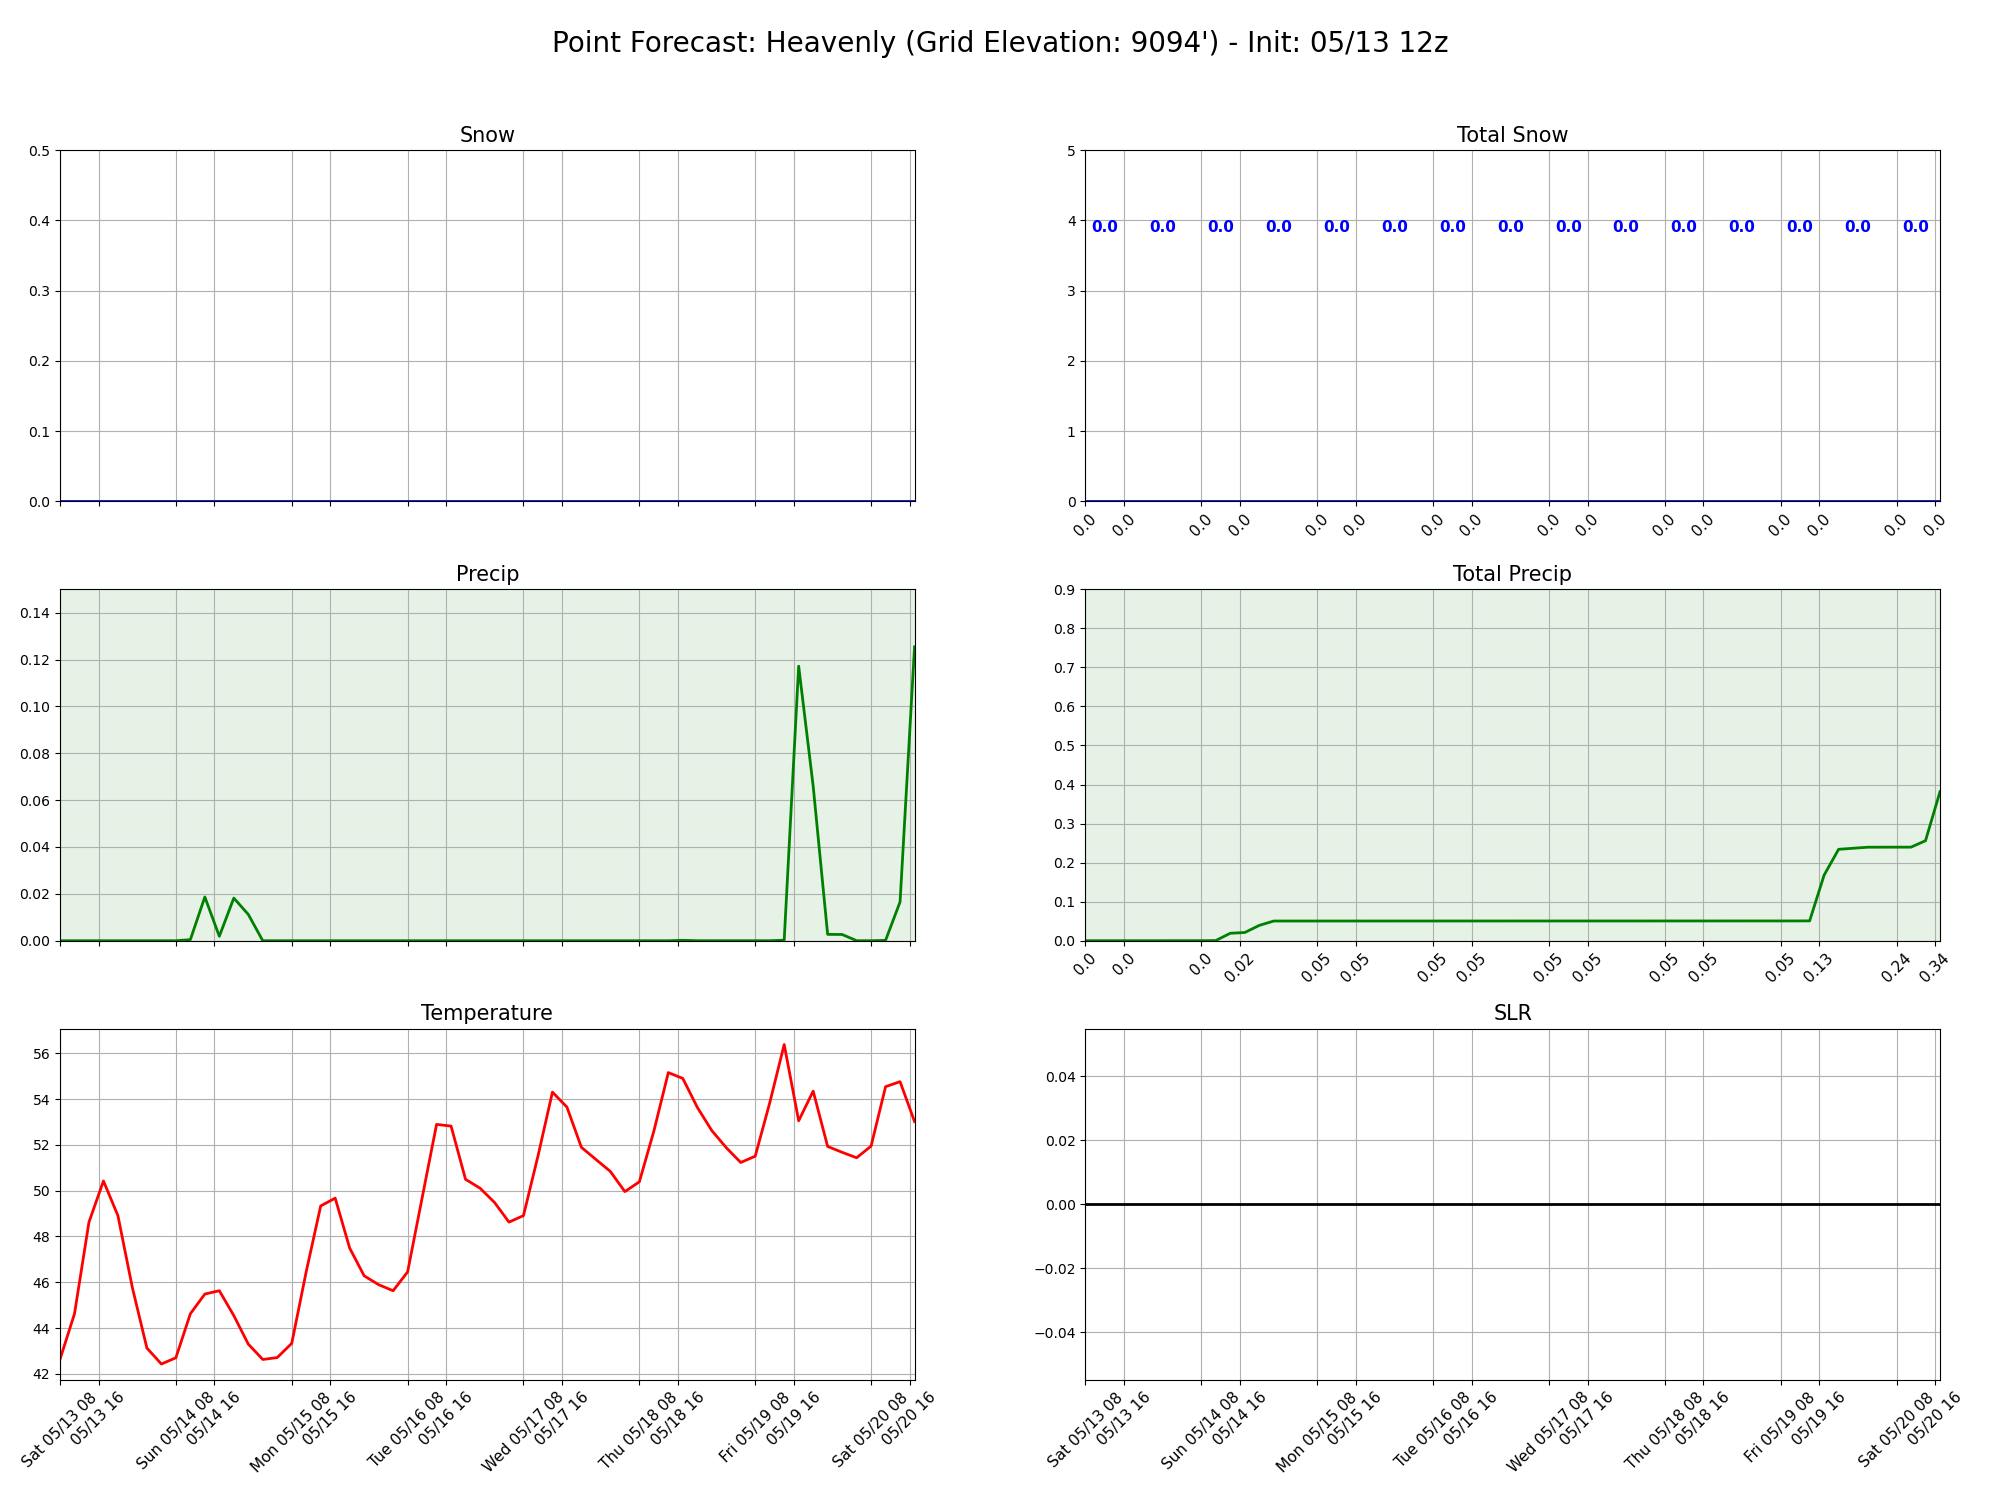 Point Forecast: Heavenly (Grid Elevation: 9094') - Init: 05/13 12z
Snow
0.5
0.4
0.3
0.2
0.1
0.0
Total Snow
5
4
3
2
1
0
0.0 0.0 0.0 0.0 0.0 0.0 0.0 0.0 0.0 0.0 0.0 0.0 0.0 0.0 0.0
0.0 0.0 0.0 0.0 0.0 0.0 0.0 0.0 0.0 0.0 0.0 0.0 0.0 0.0 0.0 0.0
Precip
0.14
0.12
0.10
0.08
0.06
0.04
0.02
0.00
Total Precip
0.9
0.8
0.7
0.6
0.5
0.4
0.3
0.2
0.1
0.0
0.0 0.0 0.0 0.02 0.05 0.05 0.05 0.05 0.05 0.05 0.05 0.05 0.05 0.13 0.24 0.34
Temperature
56
54
52
50
48
46
44
42
Sat 05/13 08
05/13 16
Sun 05/14 08
05/14 16
Mon 05/15 08
05/15 16
Tue 05/16 08
05/16 16
Wed 05/17 08
05/17 16
Thu 05/18 08
05/18 16
Fri 05/19 08
05/19 16
Sat 05/20 08
05/20 16
SLR
0.04
0.02
0.00
−0.02
−0.04
Sat 05/13 08
05/13 16
Sun 05/14 08
05/14 16
Mon 05/15 08
05/15 16
Tue 05/16 08
05/16 16
Wed 05/17 08
05/17 16
Thu 05/18 08
05/18 16
Fri 05/19 08
05/19 16
Sat 05/20 08
05/20 16